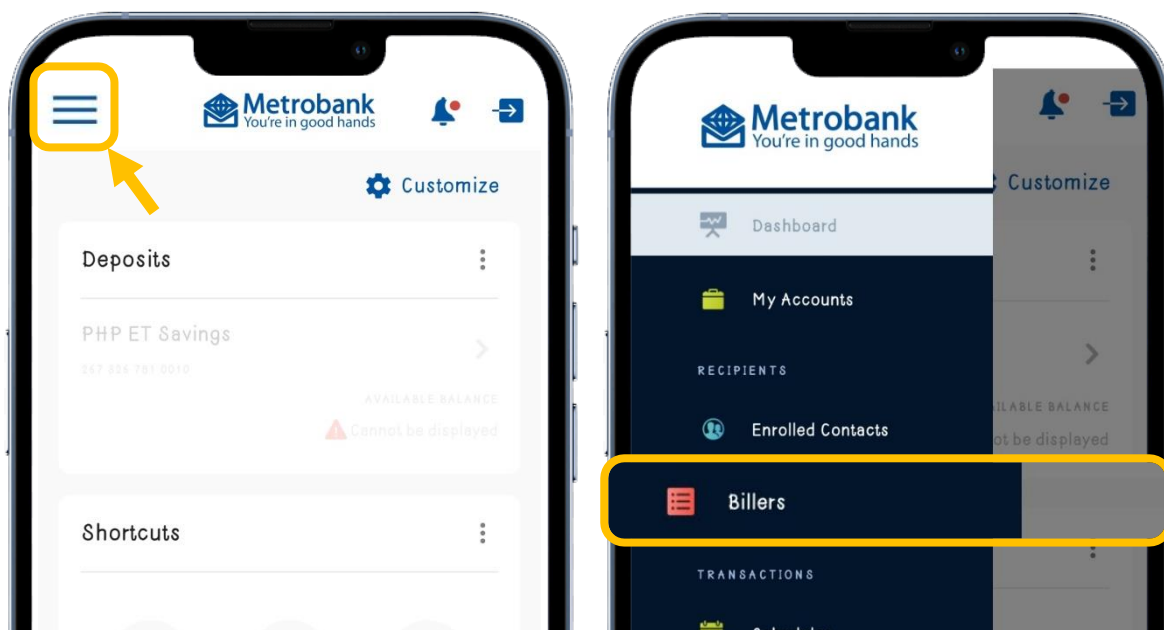 Metrobank
You're in good hands
Customize
Deposits
PHP ET Savings
AVAILABLE BALANCE
Cannot be displayed
Shortcuts
Metrobank
You're in good hands
Customize
Dashboard
My Accounts
RECIPIENTS
ILABLE BALANCE
Enrolled Contacts
ot be displayed
Billers
TRANSACTIONS